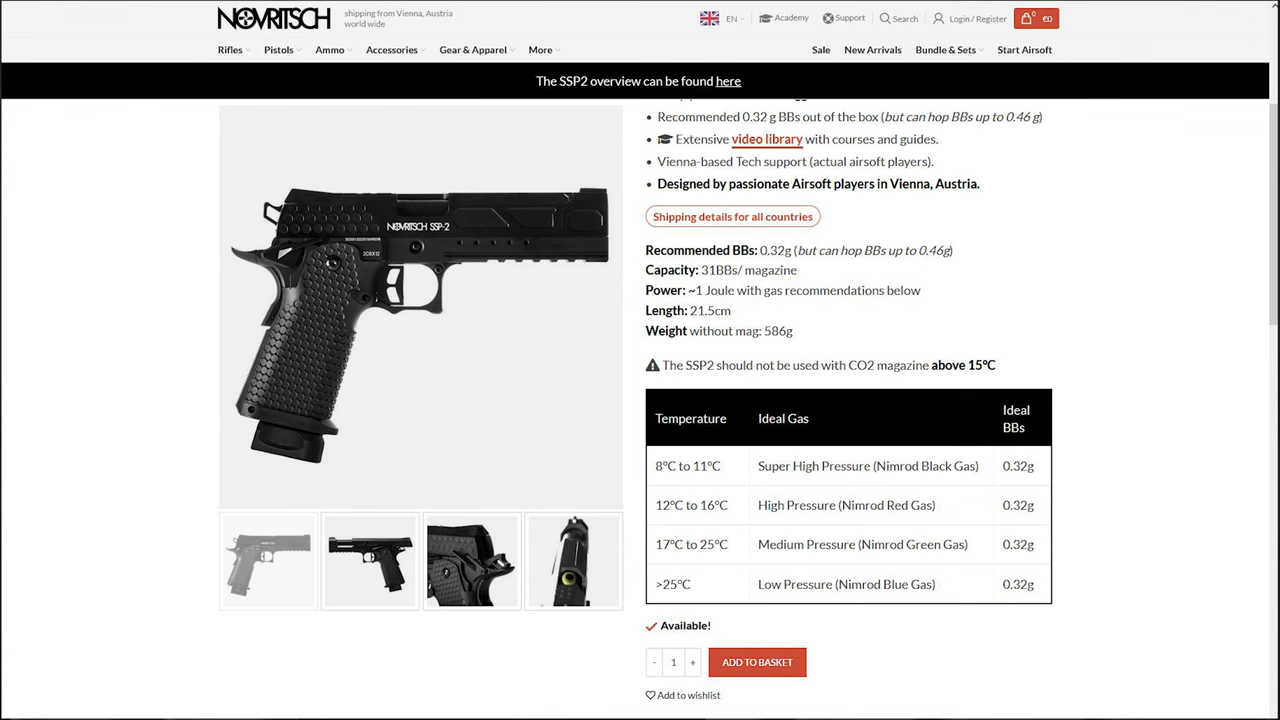 NOVRITSCH
shipping from Vienna, Austria
world wide
EN
Academy
Support
Search
Login / Register
0
€0
Rifles
Pistols
Ammo
Accessories
Gear & Apparel
More
Sale
New Arrivals
Bundle & Sets
Start Airsoft
The SSP2 overview can be found here
• Recommended 0.32 g BBs out of the box (but can hop BBs up to 0.46 g)
• Extensive video library with courses and guides.
• Vienna-based Tech support (actual airsoft players).
• Designed by passionate Airsoft players in Vienna, Austria.
Shipping details for all countries
NOVRITSCH SSP-2
Recommended BBs: 0.32g (but can hop BBs up to 0.46g)
Capacity: 31BBs/ magazine
Power: ~1 Joule with gas recommendations below
Length: 21.5cm
Weight without mag: 586g
The SSP2 should not be used with CO2 magazine above 15°C
Temperature Ideal Gas Ideal BBs
8°C to 11°C Super High Pressure (Nimrod Black Gas) 0.32g
12°C to 16°C High Pressure (Nimrod Red Gas) 0.32g
17°C to 25°C Medium Pressure (Nimrod Green Gas) 0.32g
>25°C Low Pressure (Nimrod Blue Gas) 0.32g
Available!
- 1 +
ADD TO BASKET
Add to wishlist